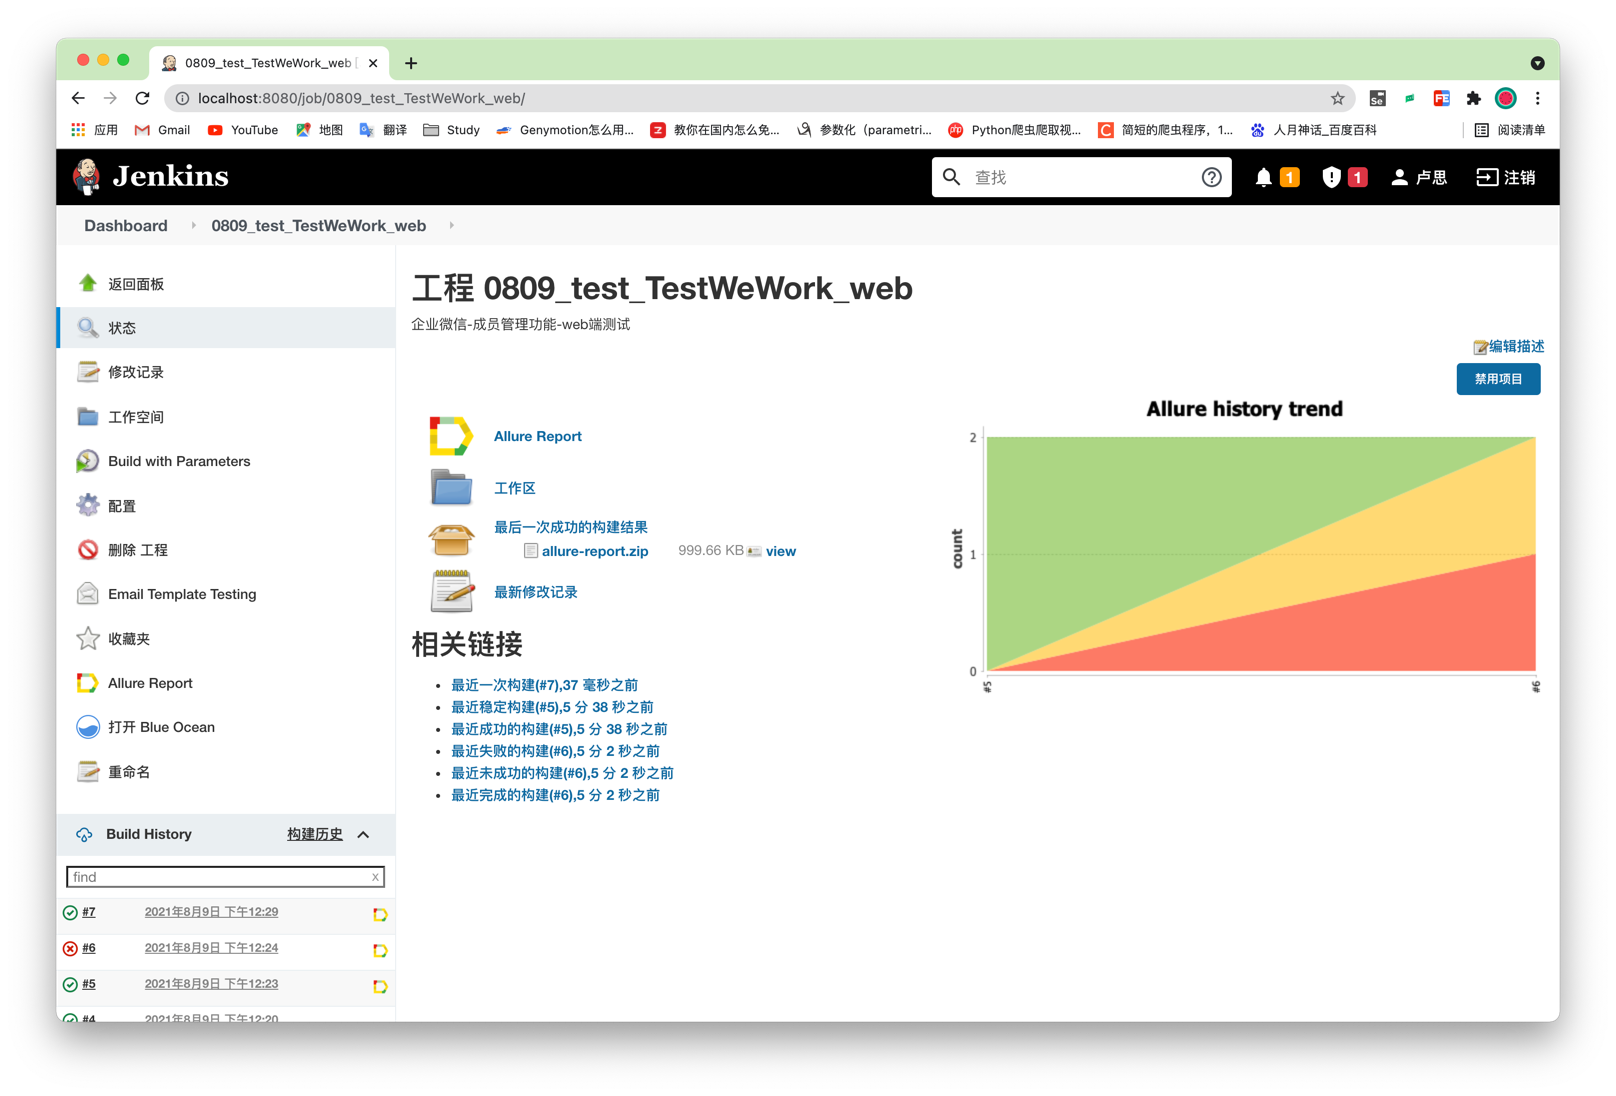 0809_test_TestWeWork_web [
localhost:8080/job/0809_test_TestWeWork_web/
Se
FE
应用
Gmail
YouTube
地图
翻译
Study
Genymotion怎么用...
教你在国内怎么免...
参数化（parametri...
php
Python爬虫爬取视...
C
简短的爬虫程序，1...
人月神话_百度百科
阅读清单
Jenkins
查找
1
1
卢思
注销
Dashboard
0809_test_TestWeWork_web
返回面板
状态
修改记录
工作空间
Build with Parameters
配置
删除 工程
Email Template Testing
收藏夹
Allure Report
打开 Blue Ocean
重命名
Build History
构建历史
find
x
#7
2021年8月9日 下午12:29
#6
2021年8月9日 下午12:24
#5
2021年8月9日 下午12:23
#4
2021年8月9日 下午12:20
工程 0809_test_TestWeWork_web
企业微信-成员管理功能-web端测试
编辑描述
禁用项目
Allure Report
工作区
最后一次成功的构建结果
allure-report.zip
999.66 KB
view
最新修改记录
相关链接
最近一次构建(#7),37 毫秒之前
最近稳定构建(#5),5 分 38 秒之前
最近成功的构建(#5),5 分 38 秒之前
最近失败的构建(#6),5 分 2 秒之前
最近未成功的构建(#6),5 分 2 秒之前
最近完成的构建(#6),5 分 2 秒之前
Allure history trend
count
2
1
0
#5
#6